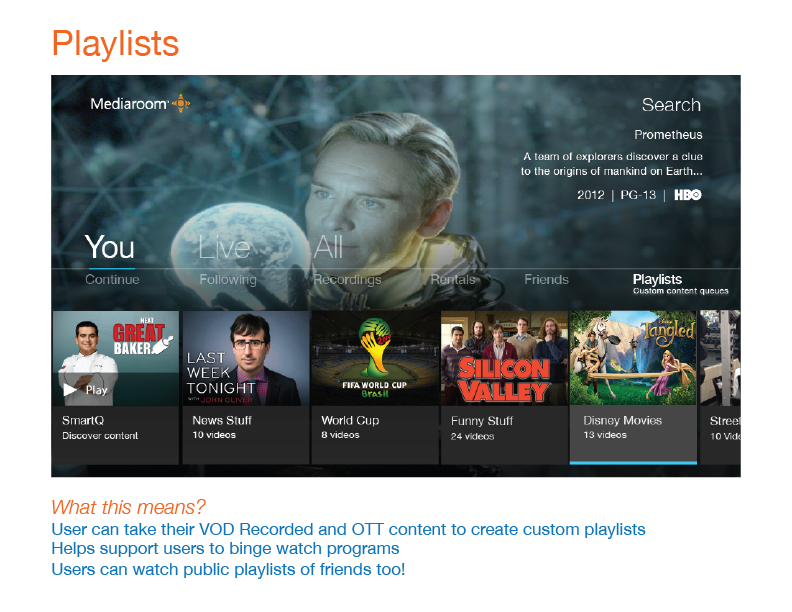 Playlists
Mediaroom
Search
Prometheus
A team of explorers discover a clue
to the origins of mankind on Earth...
2012 | PG-13 | HBO
You Live All
Continue Following Recordings Rentals Friends Playlists
Custom content queues
NEXT
GREAT
BAKER
Play
SmartQ
Discover content
LAST
WEEK
TONIGHT
WITH JOHN OLIVER
News Stuff
10 videos
FIFA WORLD CUP
Brasil
World Cup
8 videos
SILICON
VALLEY
Funny Stuff
24 videos
Disney
Tangled
Disney Movies
13 videos
Street
10 Vide
What this means?
User can take their VOD Recorded and OTT content to create custom playlists
Helps support users to binge watch programs
Users can watch public playlists of friends too!